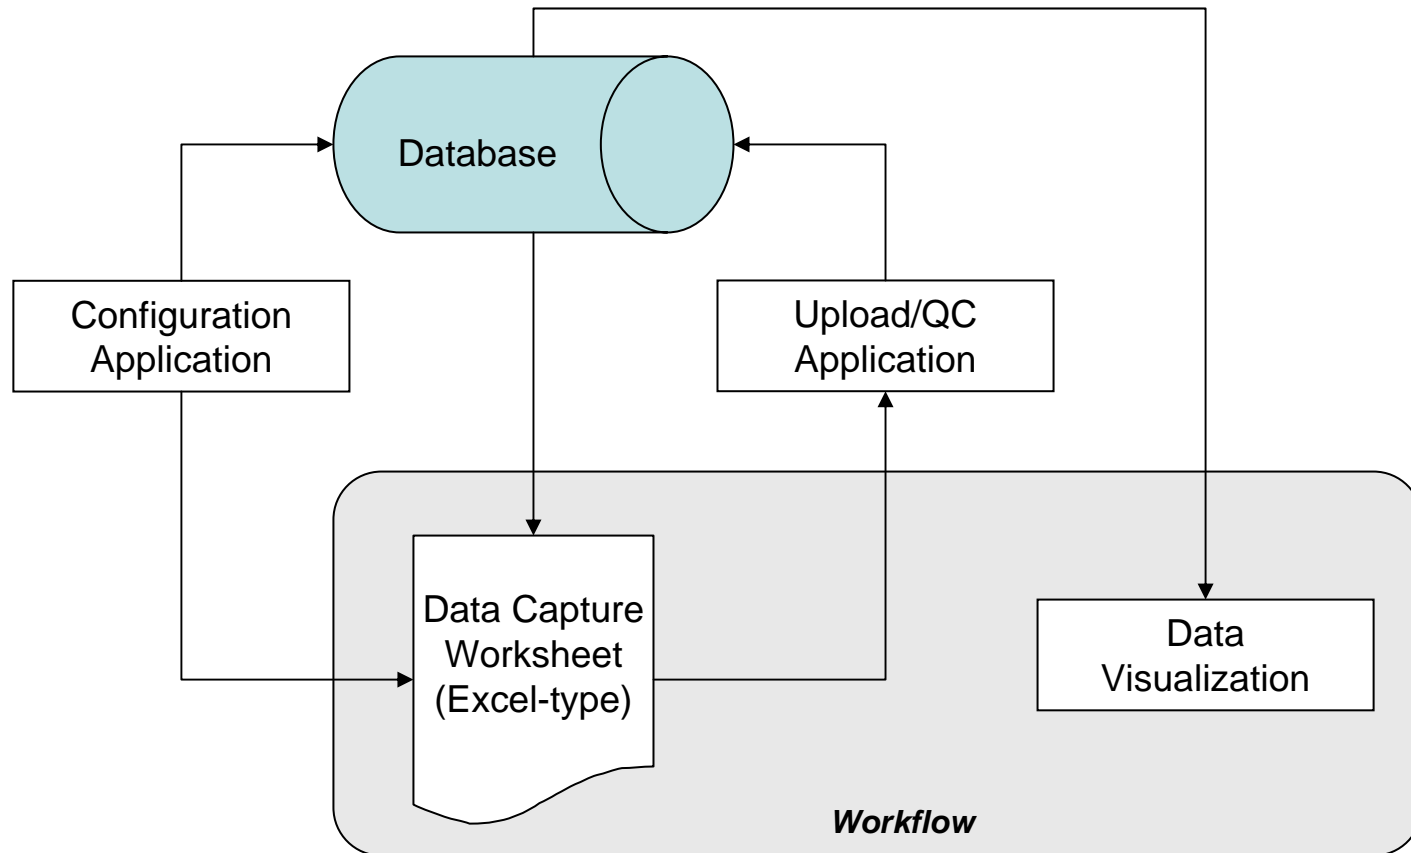 Database
Configuration
Application
Upload/QC
Application
Data Capture
Worksheet
(Excel-type)
Data
Visualization
Workflow